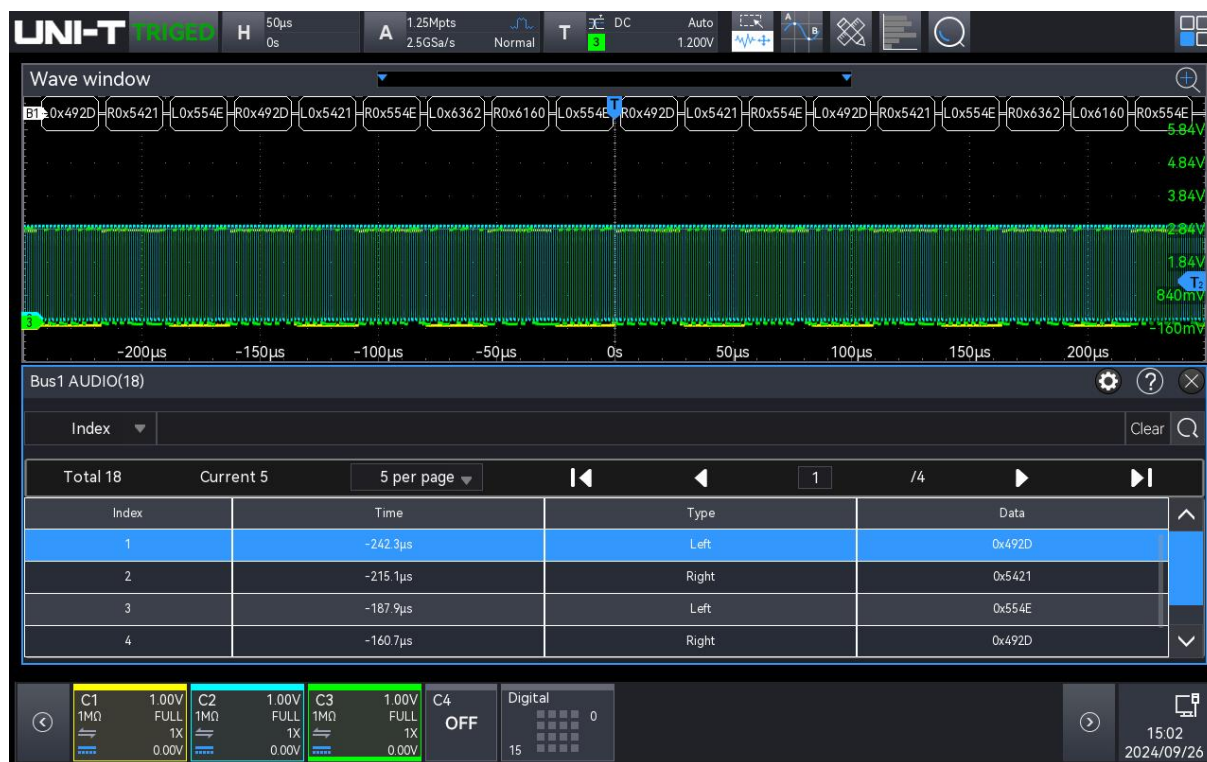 UNI-T TRIGED H 50µs 0s A 1.25Mpts 2.5GSa/s Normal T DC 3 Auto 1.200V A B
Wave window
B1 0x492D R0x5421 L0x554E R0x492D L0x5421 R0x554E L0x6362 R0x6160 L0x554E T R0x492D L0x5421 R0x554E L0x492D R0x5421 L0x554E R0x6362 L0x6160 R0x554E
5.84V
4.84V
3.84V
2.84V
1.84V
T2
840mV
3
-160mV
-200µs -150µs -100µs -50µs 0s 50µs 100µs 150µs 200µs
Bus1 AUDIO(18) ?
Index Clear
Total 18 Current 5 5 per page 1 /4
Index Time Type Data
1 -242.3µs Left 0x492D
2 -215.1µs Right 0x5421
3 -187.9µs Left 0x554E
4 -160.7µs Right 0x492D
C1 1.00V C2 1.00V C3 1.00V C4 Digital
1MΩ FULL 1MΩ FULL 1MΩ FULL OFF 0
1X 1X 1X
0.00V 0.00V 0.00V 15
15:02
2024/09/26